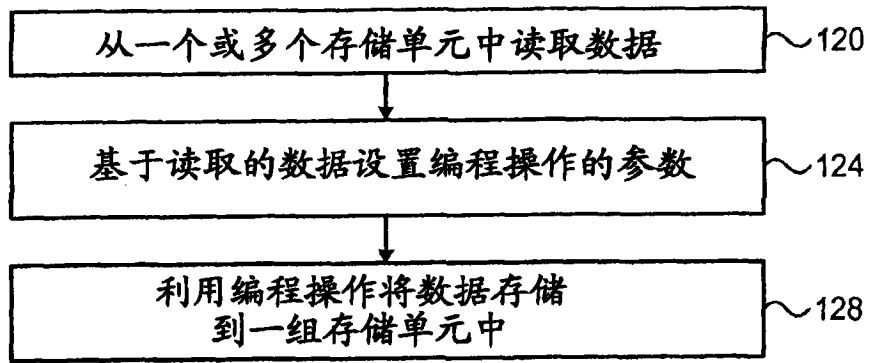 从一个或多个存储单元中读取数据 120
基于读取的数据设置编程操作的参数 124
利用编程操作将数据存储
到一组存储单元中 128